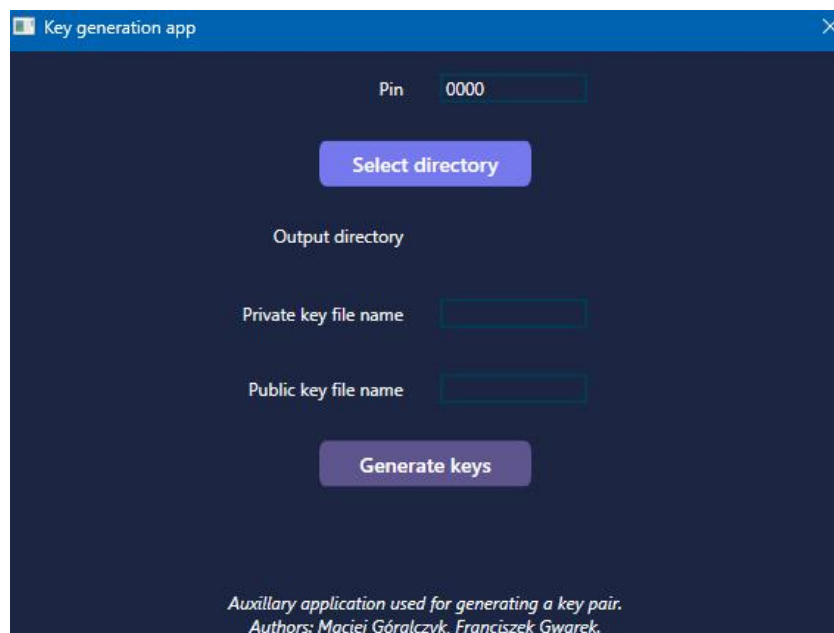 Key generation app
Pin 0000
Select directory
Output directory
Private key file name
Public key file name
Generate keys
Auxillary application used for generating a key pair.
Authors: Maciej Góralczyk, Franciszek Gwarek.